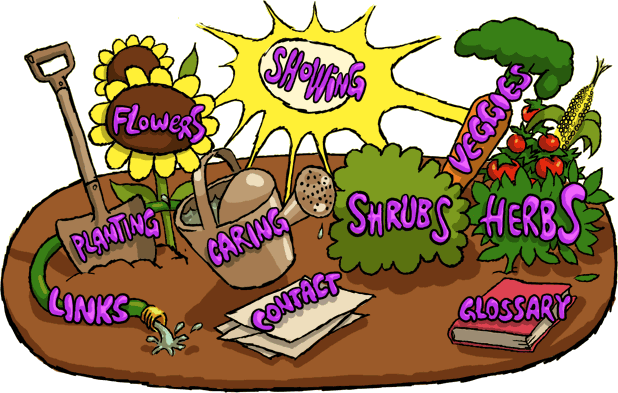 SHOWING
FLOWERS
VEGGIES
PLANTING
CARING
SHRUBS
HERBS
LINKS
CONTACT
GLOSSARY